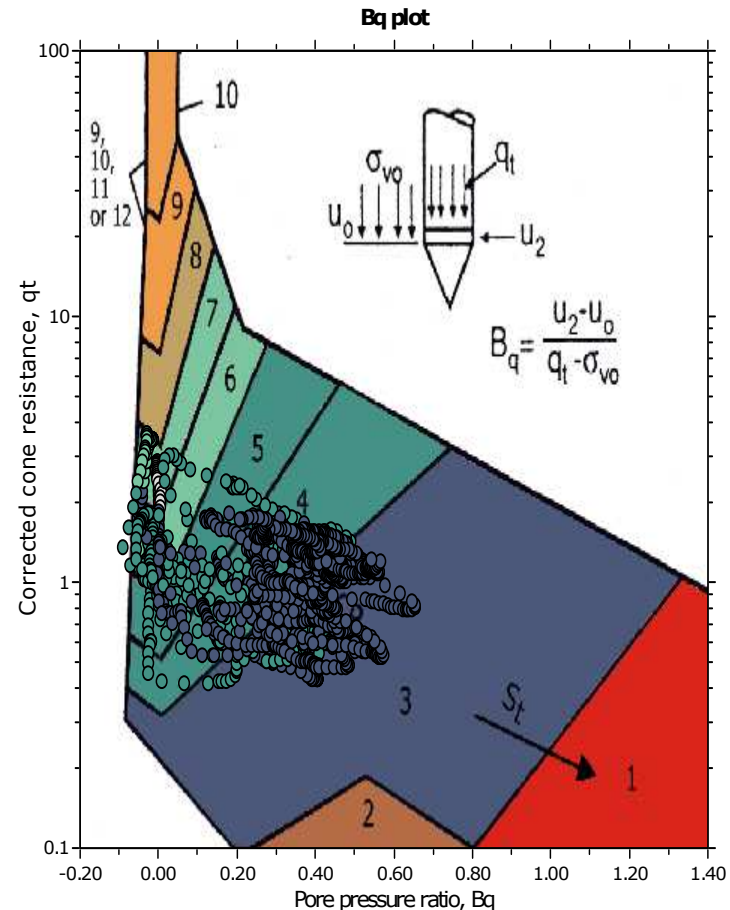 Bq plot
100
10
1
0.1
Corrected cone resistance, qt
-0.20
0.00
0.20
0.40
0.60
0.80
1.00
1.20
1.40
Pore pressure ratio, Bq
10
9,
10,
11
or 12
9
8
7
6
5
4
3
2
1
St
σvo
uo
qt
u2
Bq= u2-uo
qt -σvo